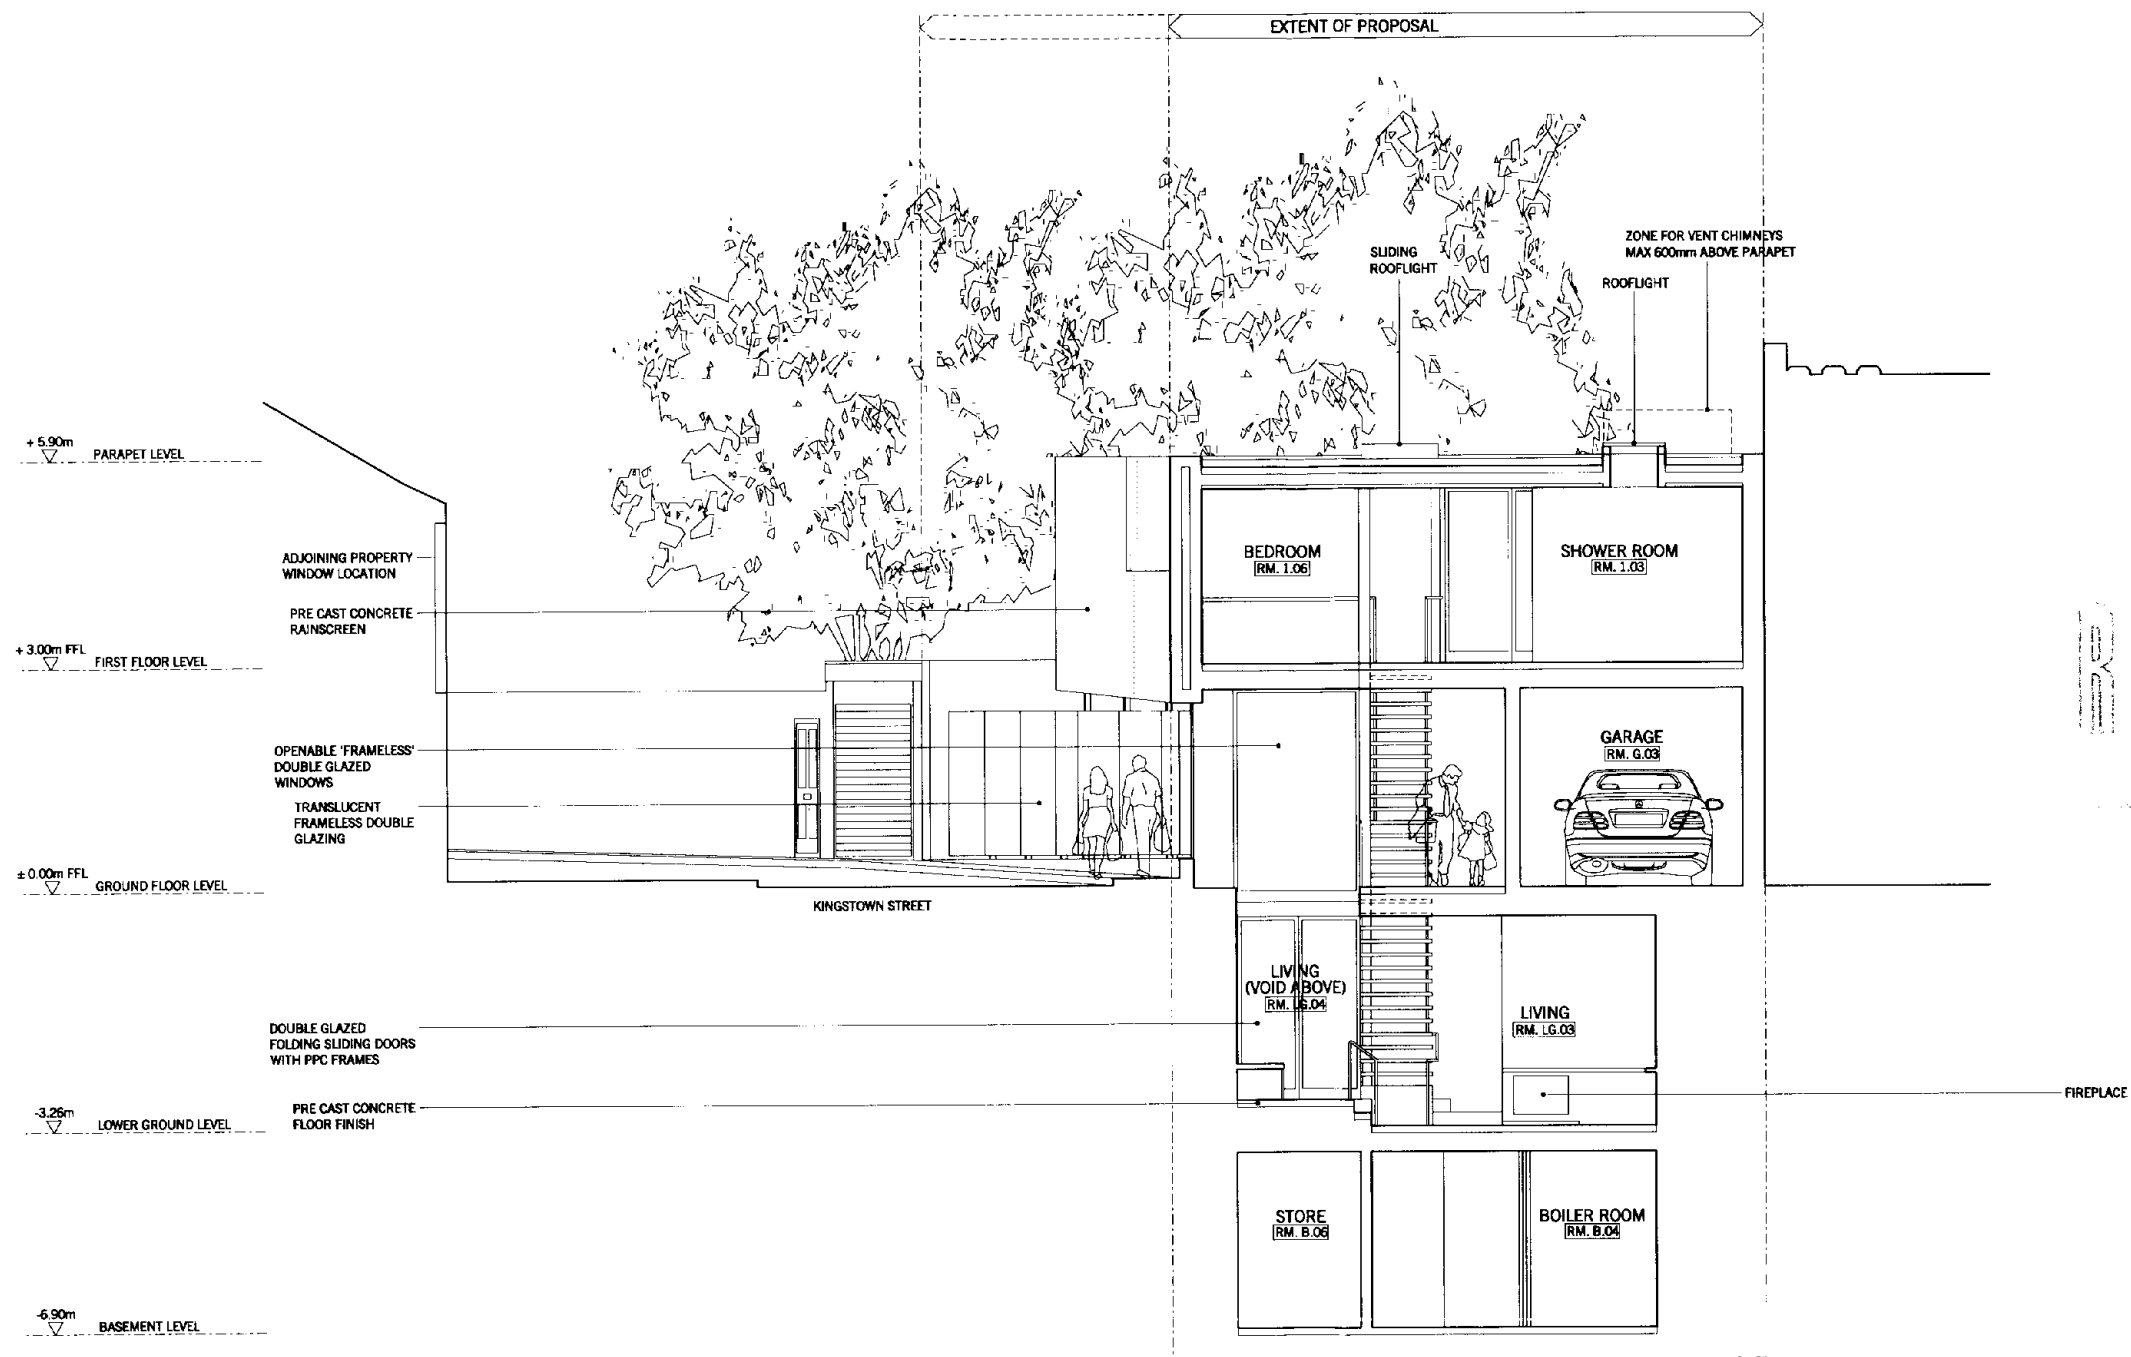 EXTENT OF PROPOSAL
ZONE FOR VENT CHIMNEYS
MAX 600mm ABOVE PARAPET
SLIDING
ROOFLIGHT
ROOFLIGHT
+ 5.90m
PARAPET LEVEL
ADJOINING PROPERTY
WINDOW LOCATION
BEDROOM
RM. 1.06
SHOWER ROOM
RM. 1.03
PRE CAST CONCRETE
RAINSCREEN
+ 3.00m FFL
FIRST FLOOR LEVEL
GARAGE
RM. G.03
OPENABLE 'FRAMELESS'
DOUBLE GLAZED
WINDOWS
TRANSLUCENT
FRAMELESS DOUBLE
GLAZING
± 0.00m FFL
GROUND FLOOR LEVEL
KINGSTOWN STREET
LIVING
(VOID ABOVE)
RM. LG.04
LIVING
RM. LG.03
DOUBLE GLAZED
FOLDING SLIDING DOORS
WITH PPC FRAMES
FIREPLACE
PRE CAST CONCRETE
FLOOR FINISH
-3.26m
LOWER GROUND LEVEL
STORE
RM. B.06
BOILER ROOM
RM. B.04
-6.90m
BASEMENT LEVEL